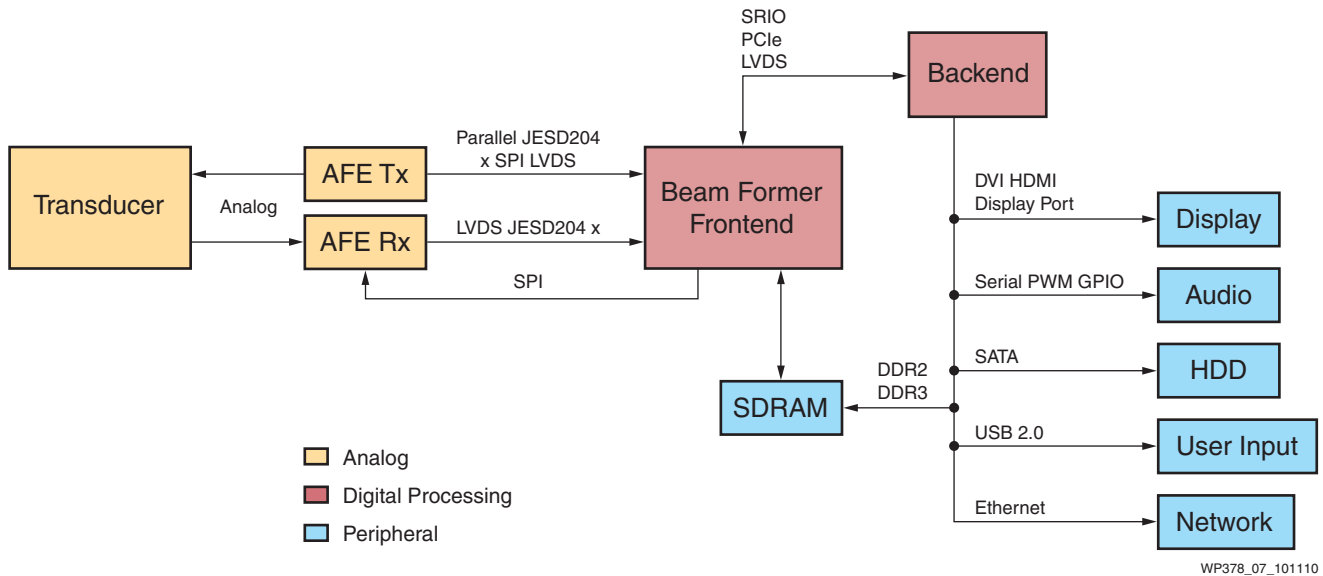 SRIO
PCIe
LVDS
Backend
Parallel JESD204
x SPI LVDS
Transducer
AFE Tx
Analog
AFE Rx
LVDS JESD204 x
SPI
Beam Former
Frontend
DVI HDMI
Display Port
Display
Serial PWM GPIO
Audio
SATA
HDD
DDR2
DDR3
SDRAM
USB 2.0
User Input
Ethernet
Network
Analog
Digital Processing
Peripheral
WP378_07_101110